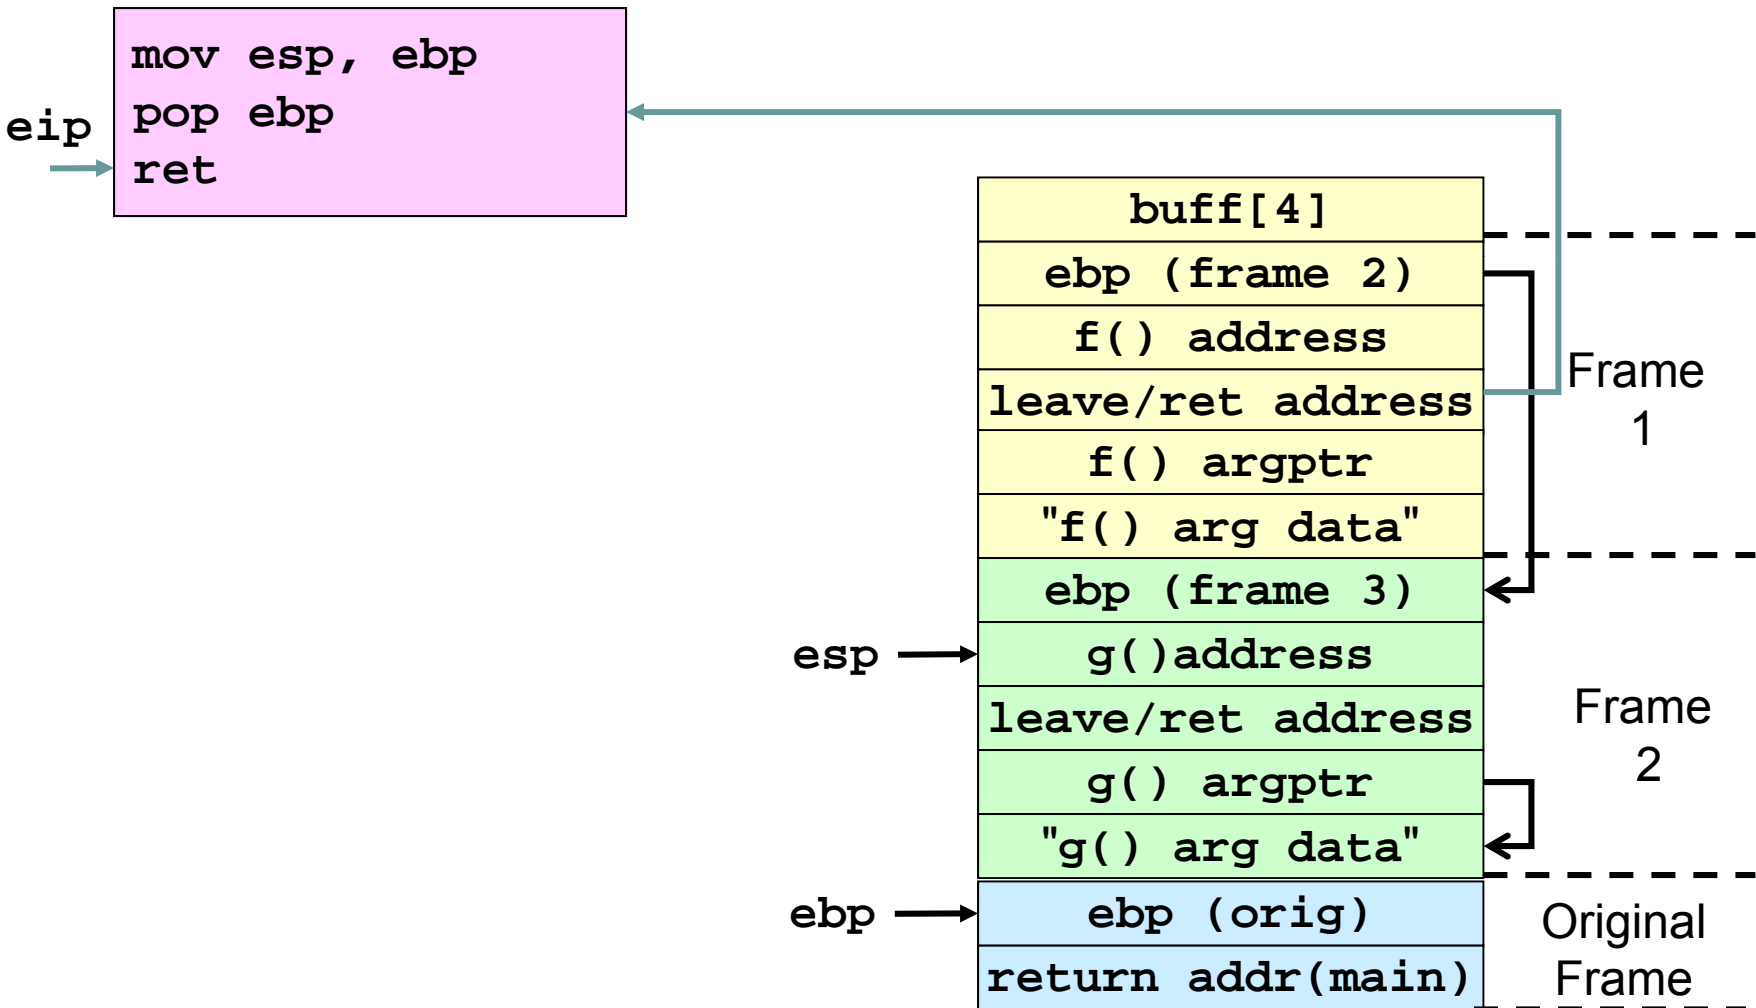 mov esp, ebp
eip
pop ebp
ret
buff[4]
ebp (frame 2)
f() address
leave/ret address
f() argptr
"f() arg data"
Frame
1
ebp (frame 3)
esp
g()address
leave/ret address
g() argptr
"g() arg data"
Frame
2
ebp
ebp (orig)
return addr(main)
Original
Frame